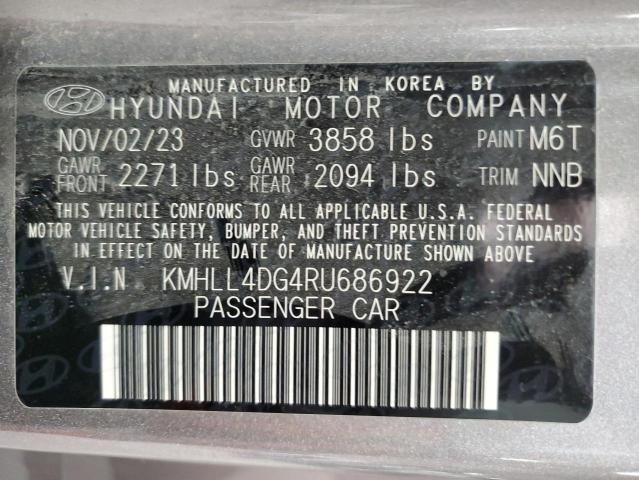 MANUFACTURED IN KOREA BY
HYUNDAI MOTOR COMPANY
NOV/02/23 GVWR 3858 lbs PAINT M6T
GAWR FRONT 2271 lbs GAWR REAR 2094 lbs TRIM NNB
THIS VEHICLE CONFORMS TO ALL APPLICABLE U.S.A. FEDERAL
MOTOR VEHICLE SAFETY, BUMPER, AND THEFT PREVENTION STANDARDS
IN EFFECT ON THE DATE OF MANUFACTURE SHOWN ABOVE
V.I.N KMHLL4DG4RU686922
PASSENGER CAR